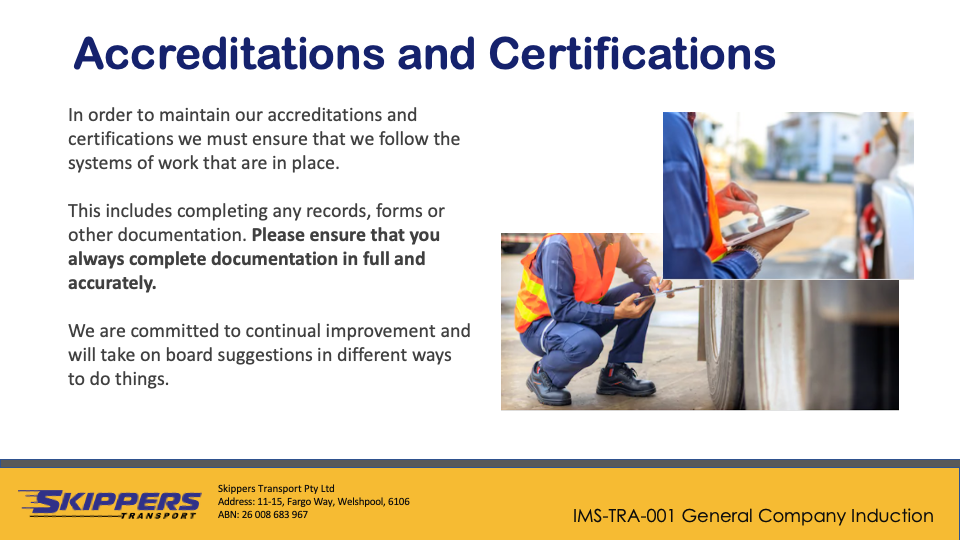 Accreditations and Certifications
In order to maintain our accreditations and
certifications we must ensure that we follow the
systems of work that are in place.
This includes completing any records, forms or
other documentation. Please ensure that you
always complete documentation in full and
accurately.
We are committed to continual improvement and
will take on board suggestions in different ways
to do things.
SKIPPERS
TRANSPORT
Skippers Transport Pty Ltd
Address: 11-15, Fargo Way, Welshpool, 6106
ABN: 26 008 683 967
IMS-TRA-001 General Company Induction